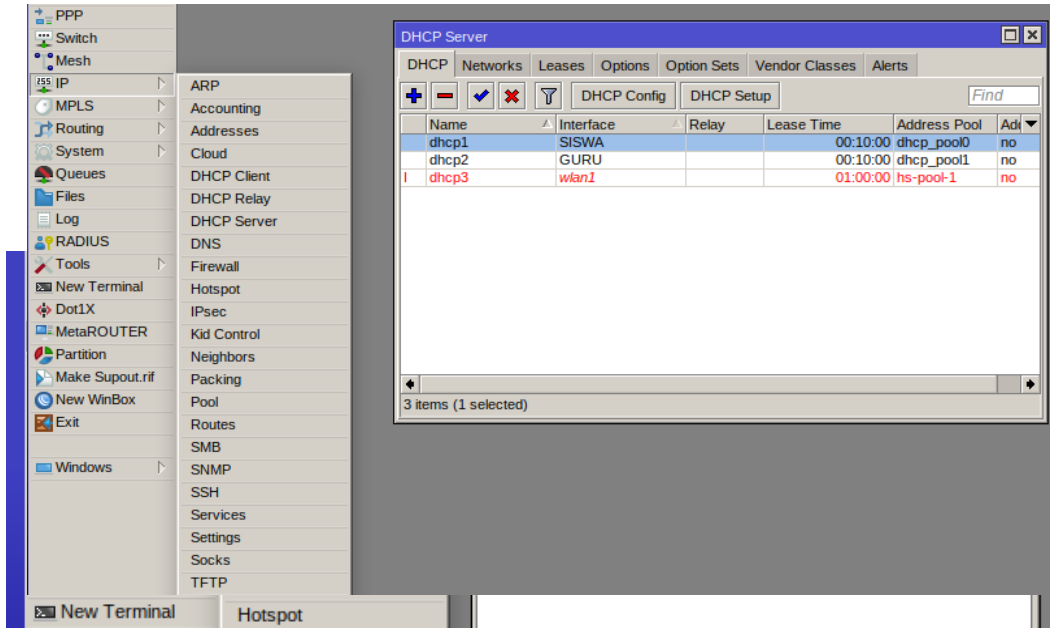 PPP
Switch
Mesh
255 IP
MPLS
Routing
System
Queues
Files
Log
RADIUS
Tools
New Terminal
Dot1X
MetaROUTER
Partition
Make Supout.rif
New WinBox
Exit
Windows
ARP
Accounting
Addresses
Cloud
DHCP Client
DHCP Relay
DHCP Server
DNS
Firewall
Hotspot
IPsec
Kid Control
Neighbors
Packing
Pool
Routes
SMB
SNMP
SSH
Services
Settings
Socks
TFTP
DHCP Server
DHCP Networks Leases Options Option Sets Vendor Classes Alerts
DHCP Config DHCP Setup Find
Name Interface Relay Lease Time Address Pool Add
dhcp1 SISWA 00:10:00 dhcp_pool0 no
dhcp2 GURU 00:10:00 dhcp_pool1 no
I dhcp3 wlan1 01:00:00 hs-pool-1 no
3 items (1 selected)
New Terminal Hotspot